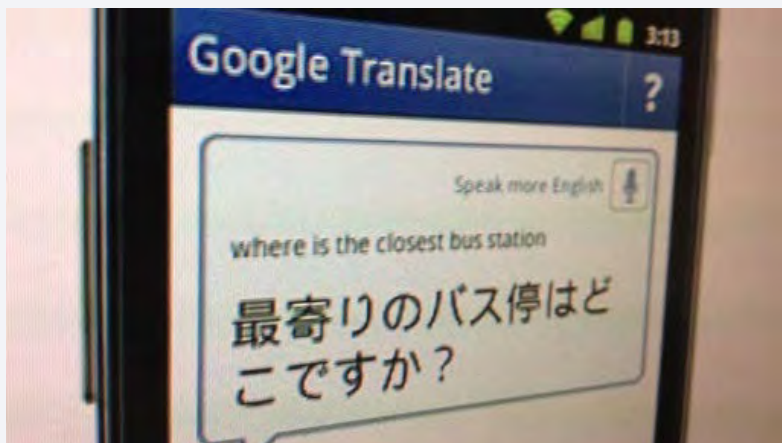 3:13
Google Translate
?
Speak more English
where is the closest bus station
最寄りのバス停はど
こですか?